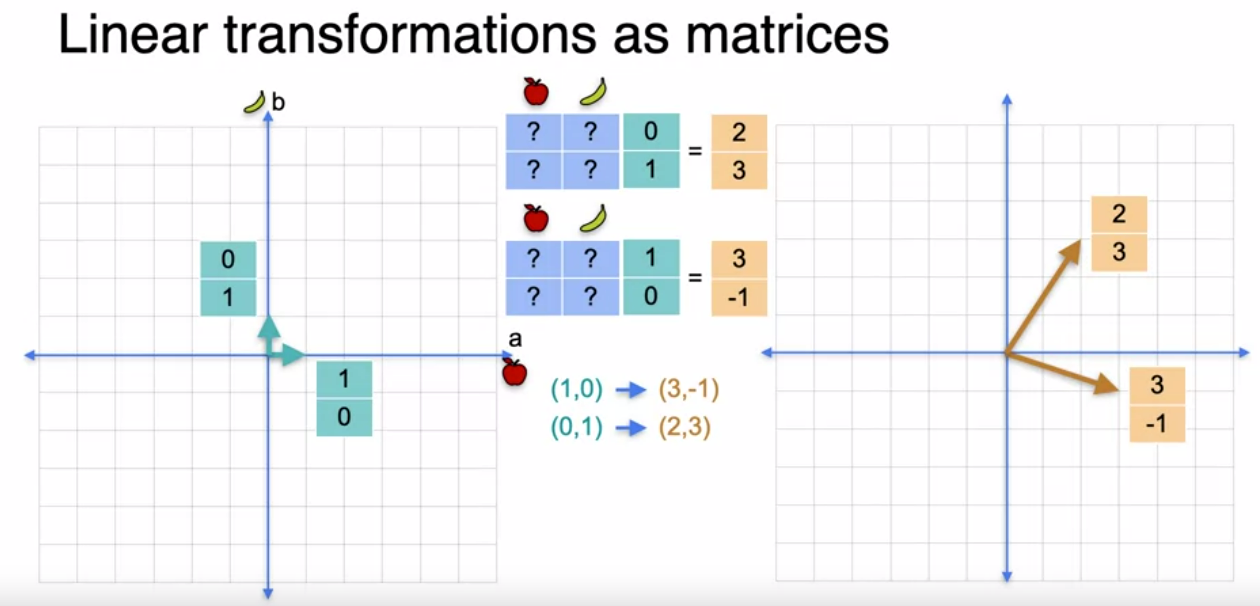 Linear transformations as matrices
b
? ? 0 = 2
? ? 1 3
? ? 1 = 3
? ? 0 -1
0
1
a
1
0
(1,0) → (3,-1)
(0,1) → (2,3)
2
3
3
-1